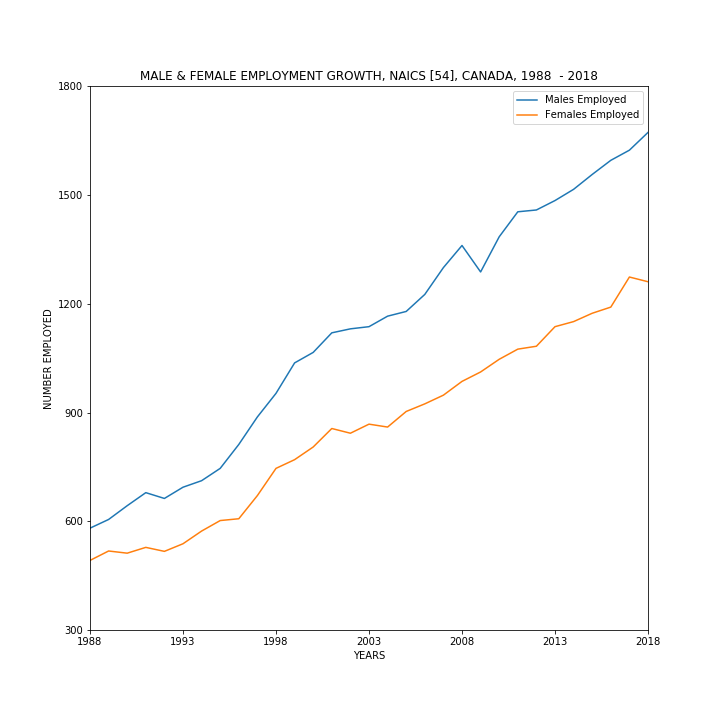 MALE & FEMALE EMPLOYMENT GROWTH, NAICS [54], CANADA, 1988  - 2018
Males Employed
Females Employed
1800
1500
1200
900
600
300
NUMBER EMPLOYED
1988 1993 1998 2003 2008 2013 2018
YEARS